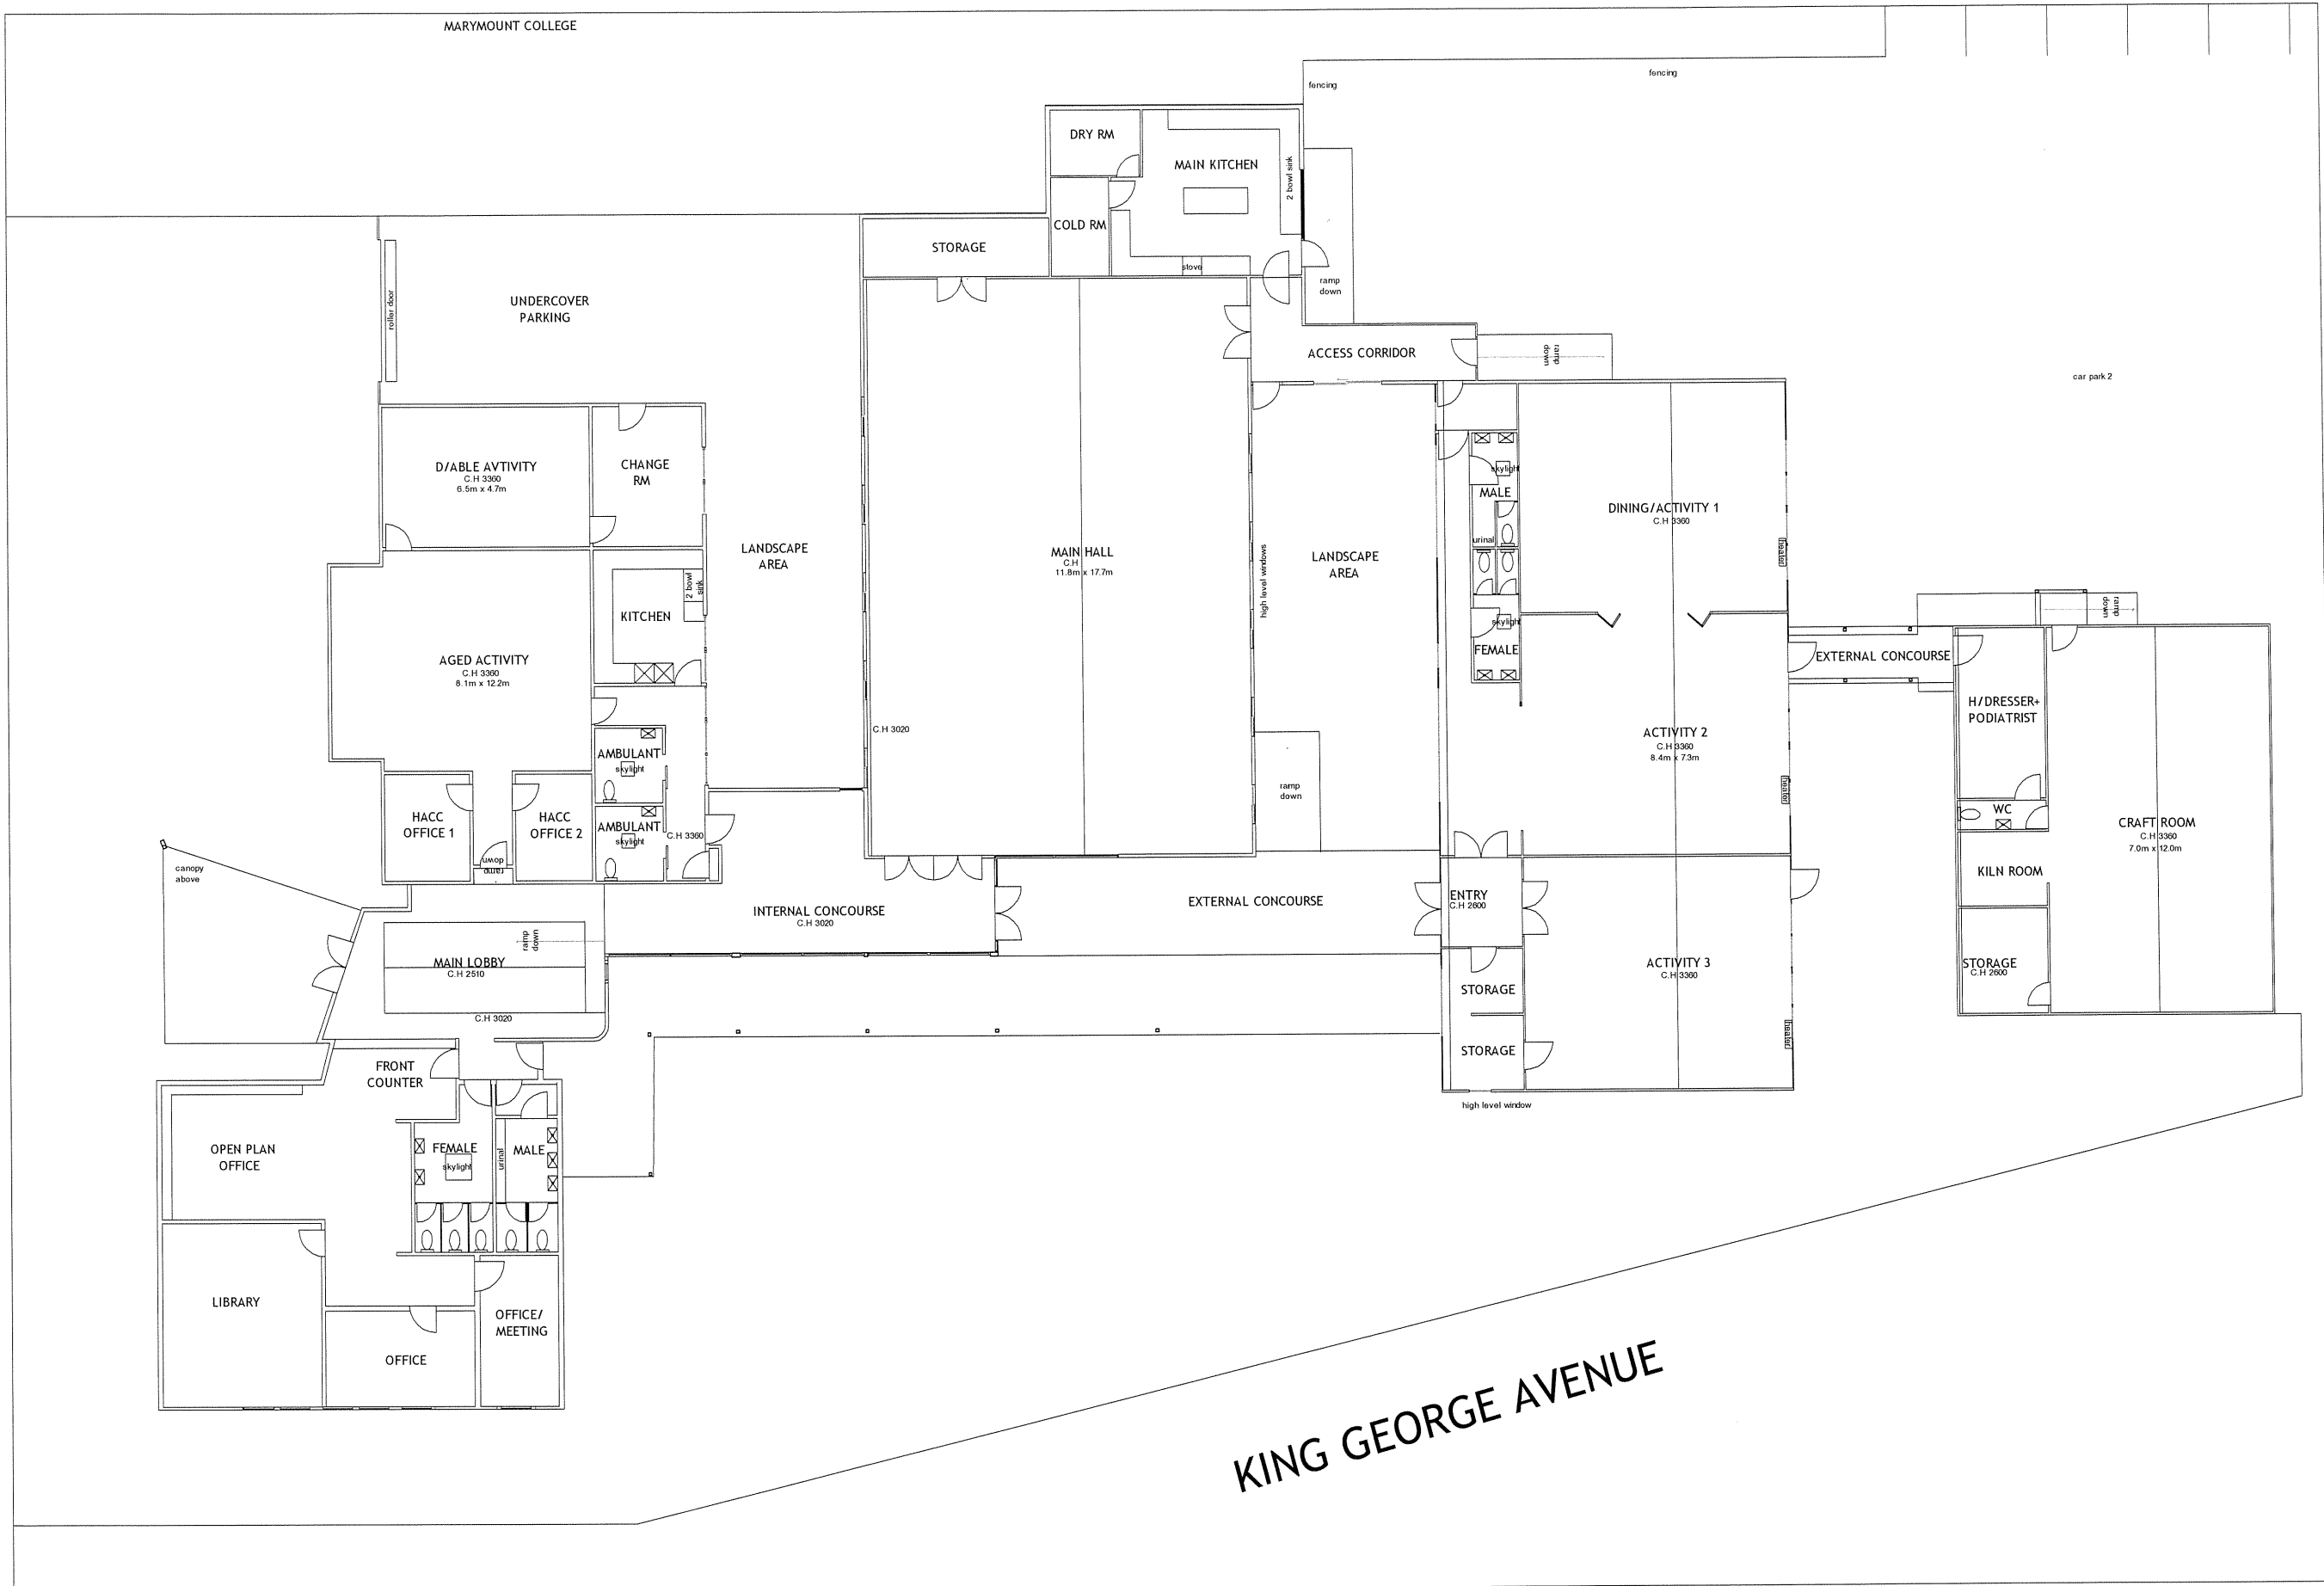 MARYMOUNT COLLEGE
fencing
fencing
DRY RM
MAIN KITCHEN
2 bowl sink
COLD RM
STORAGE
stove
ramp
down
UNDERCOVER
PARKING
roller door
ACCESS CORRIDOR
ramp
down
car park 2
D/ABLE AVTIVITY
C.H 3360
6.5m x 4.7m
CHANGE
RM
skylight
MALE
urinal
DINING/ACTIVITY 1
C.H 3360
heater
LANDSCAPE
AREA
MAIN HALL
C.H
11.8m x 17.7m
high level windows
LANDSCAPE
AREA
2 bowl
sink
KITCHEN
skylight
FEMALE
ramp
down
EXTERNAL CONCOURSE
AGED ACTIVITY
C.H 3360
8.1m x 12.2m
H/DRESSER+
PODIATRIST
C.H 3020
ACTIVITY 2
C.H 3360
8.4m x 7.3m
heater
AMBULANT
skylight
ramp
down
HACC
OFFICE 1
HACC
OFFICE 2
AMBULANT
skylight
C.H 3360
WC
CRAFT ROOM
C.H 3360
7.0m x 12.0m
ramp
down
canopy
above
KILN ROOM
INTERNAL CONCOURSE
C.H 3020
EXTERNAL CONCOURSE
ENTRY
C.H 2600
ramp
down
MAIN LOBBY
C.H 2510
C.H 3020
ACTIVITY 3
C.H 3360
heater
STORAGE
C.H 2600
STORAGE
STORAGE
high level window
FRONT
COUNTER
OPEN PLAN
OFFICE
FEMALE
skylight
urinal
MALE
LIBRARY
OFFICE/
MEETING
OFFICE
KING GEORGE AVENUE